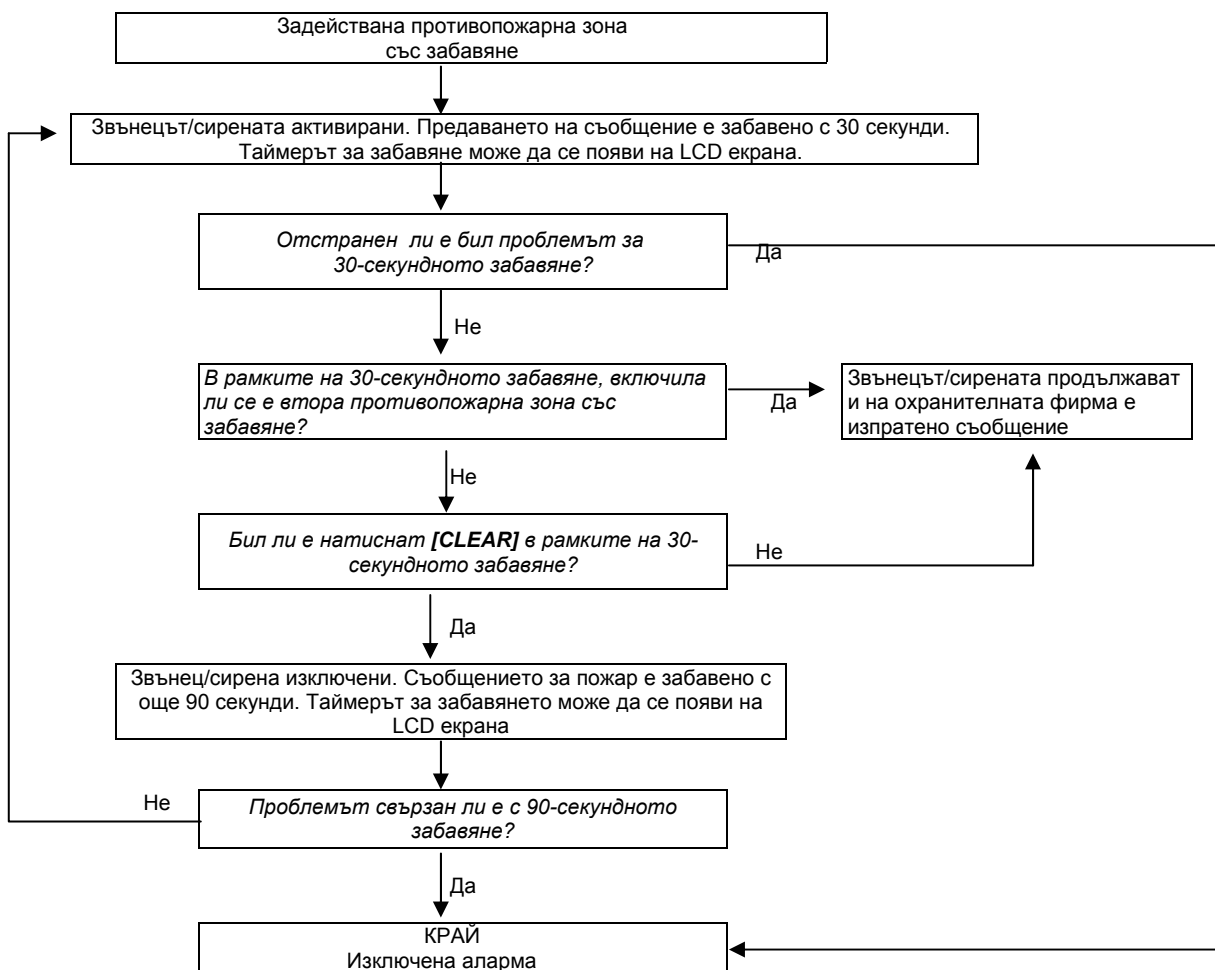 Задействана противопожарна зона
със забавяне
Звънецът/сирената активирани. Предаването на съобщение е забавено с 30 секунди.
Таймерът за забавяне може да се появи на LCD екрана.
Отстранен ли е бил проблемът за
30-секундното забавяне?
Да
Не
В рамките на 30-секундното забавяне, включила
ли се е втора противопожарна зона със
забавяне?
Да
Звънецът/сирената продължават
и на охранителната фирма е
изпратено съобщение
Не
Бил ли е натиснат [CLEAR] в рамките на 30-
секундното забавяне?
Не
Да
Звънец/сирена изключени. Съобщението за пожар е забавено с
още 90 секунди. Таймерът за забавянето може да се появи на
LCD екрана
Не
Проблемът свързан ли е с 90-секундното
забавяне?
Да
КРАЙ
Изключена аларма